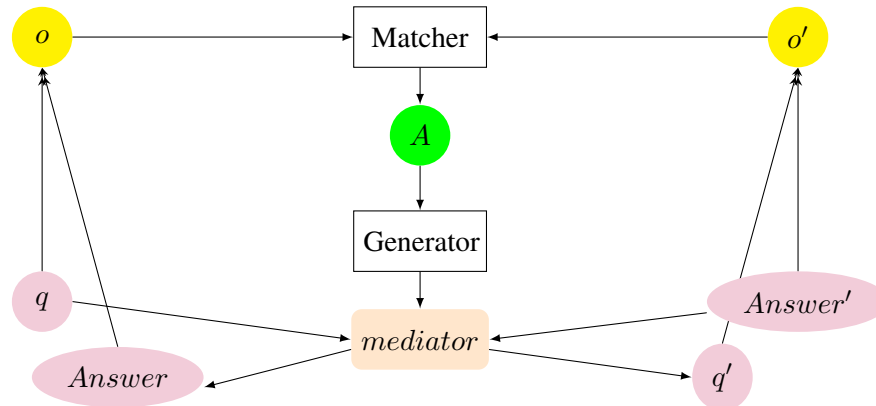 o
Matcher
o′
A
Generator
q
Answer′
mediator
Answer
q′